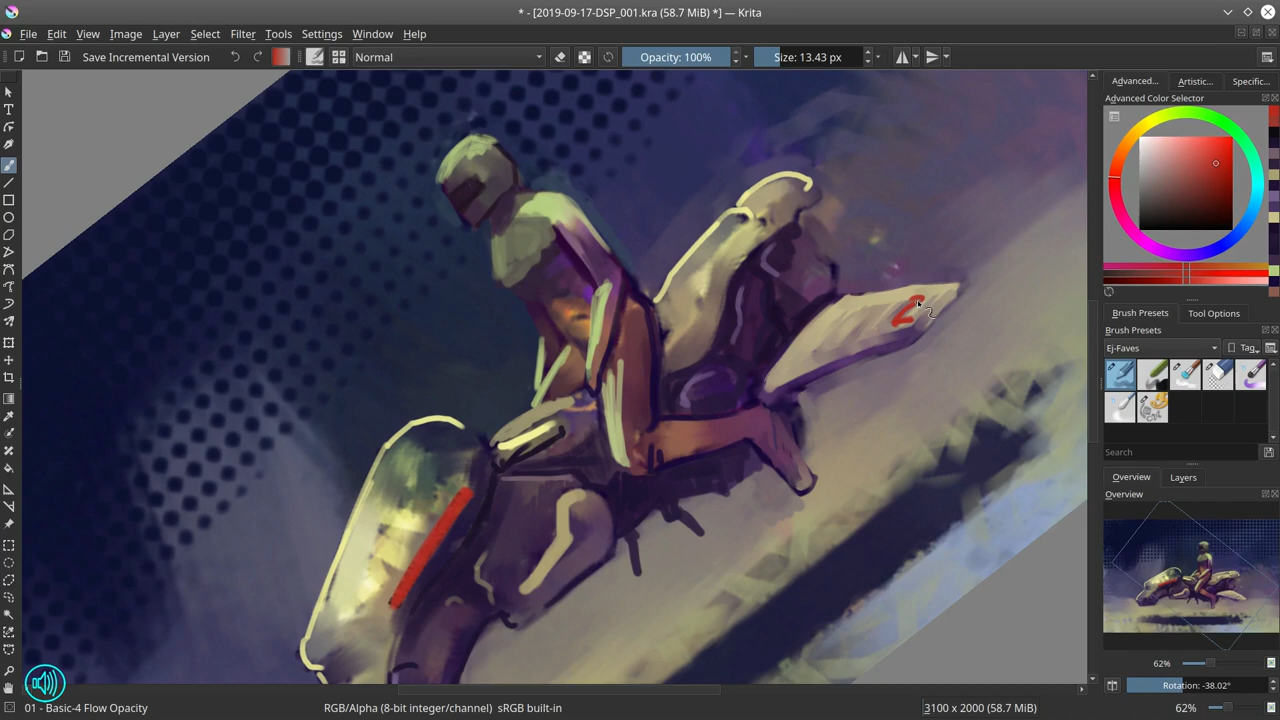 * - [2019-09-17-DSP_001.kra (58.7 MiB) *] — Krita
File Edit View Image Layer Select Filter Tools Settings Window Help
Save Incremental Version Normal Opacity: 100% Size: 13.43 px
Advanced... Artistic... Specific...
Advanced Color Selector
2
Brush Presets Tool Options
Brush Presets
Ej-Faves Tag
Search
Overview Layers
Overview
62%
Rotation: -38.02°
01 - Basic-4 Flow Opacity RGB/Alpha (8-bit integer/channel) sRGB built-in 3100 x 2000 (58.7 MiB) 62%